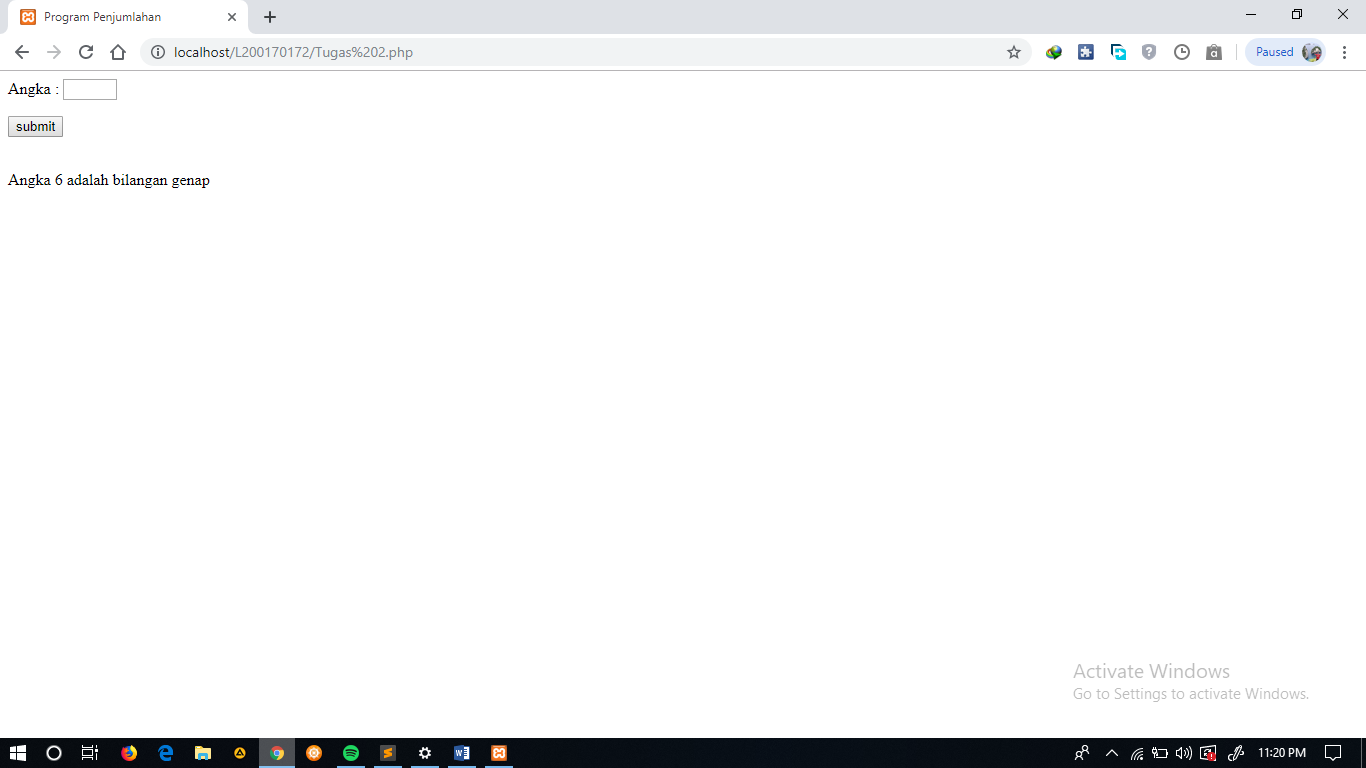 Program Penjumlahan
localhost/L200170172/Tugas%202.php
Paused
Angka :
submit
Angka 6 adalah bilangan genap
Activate Windows
Go to Settings to activate Windows.
11:20 PM